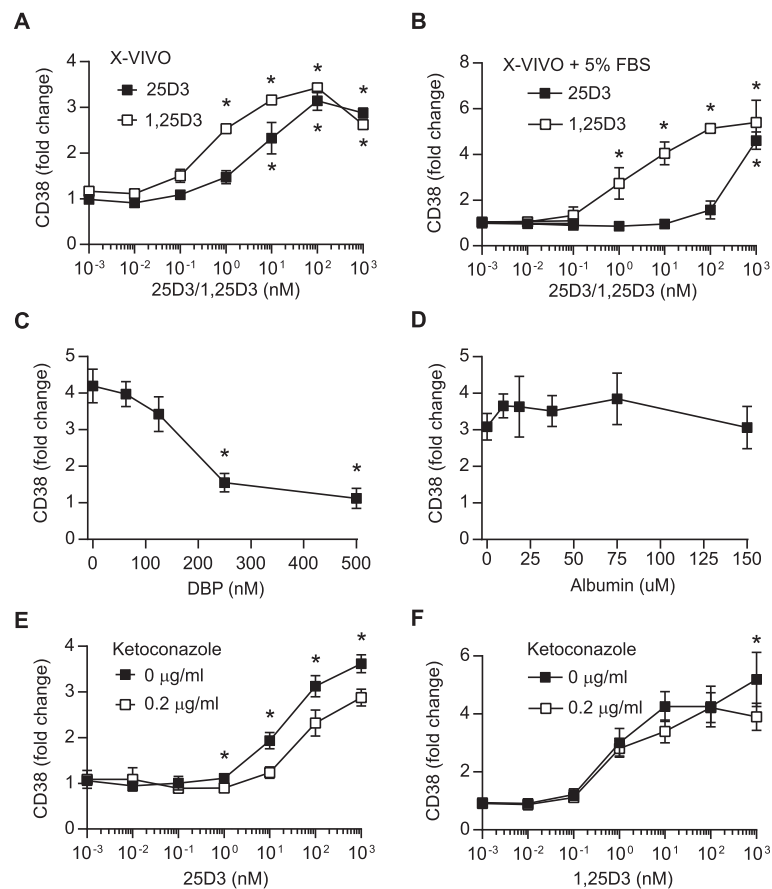 A
X-VIVO
25D3
1,25D3
CD38 (fold change)
4
3
2
1
0
* * * * * * *
10⁻³ 10⁻² 10⁻¹ 10⁰ 10¹ 10² 10³
25D3/1,25D3 (nM)
B
X-VIVO + 5% FBS
25D3
1,25D3
CD38 (fold change)
8
6
4
2
0
* * * * *
10⁻³ 10⁻² 10⁻¹ 10⁰ 10¹ 10² 10³
25D3/1,25D3 (nM)
C
CD38 (fold change)
5
4
3
2
1
0
* *
0 100 200 300 400 500
DBP (nM)
D
CD38 (fold change)
5
4
3
2
1
0
0 25 50 75 100 125 150
Albumin (uM)
E
Ketoconazole
0 µg/ml
0.2 µg/ml
CD38 (fold change)
4
3
2
1
0
* * * *
10⁻³ 10⁻² 10⁻¹ 10⁰ 10¹ 10² 10³
25D3 (nM)
F
Ketoconazole
0 µg/ml
0.2 µg/ml
CD38 (fold change)
6
4
2
0
*
10⁻³ 10⁻² 10⁻¹ 10⁰ 10¹ 10² 10³
1,25D3 (nM)